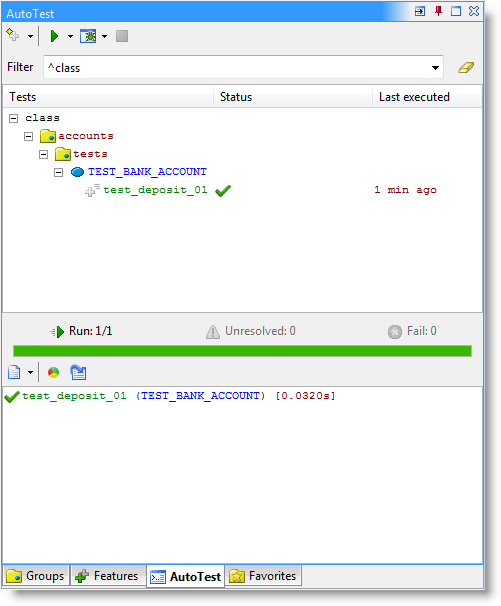 AutoTest
Filter ^class
Tests Status Last executed
class
accounts
tests
TEST_BANK_ACCOUNT
test_deposit_01 1 min ago
Run: 1/1 Unresolved: 0 Fail: 0
test_deposit_01 (TEST_BANK_ACCOUNT) [0.0320s]
Groups Features AutoTest Favorites